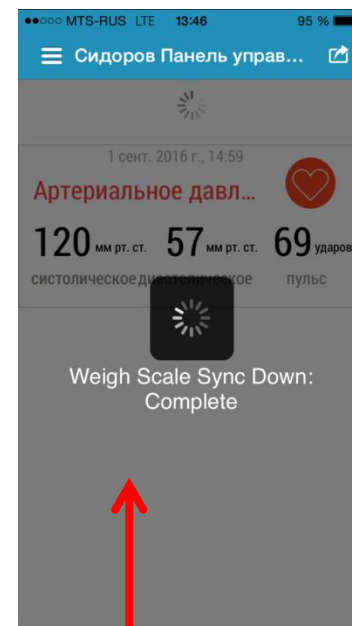 MTS-RUS LTE 13:46 95 %
Сидоров Панель управ...
1 сент. 2016 г., 14:59
Артериальное давл...
120 мм рт. ст. 57 мм рт. ст. 69 ударов
систолическое диастолическое пульс
Weigh Scale Sync Down:
Complete